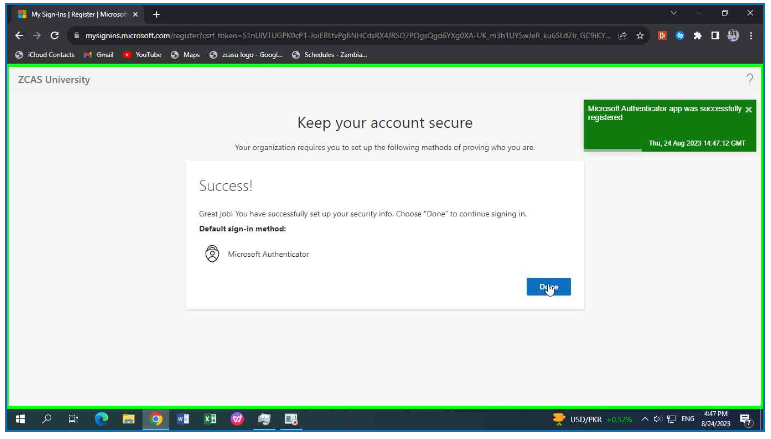 My Sign-Ins | Register | Microsof
mysignins.microsoft.com/register?csrf_token=
iCloud Contacts
Gmail
YouTube
Maps
zcasu logo - Googl...
Schedules - Zambia...
ZCAS University
?
Microsoft Authenticator app was successfully
registered
Thu, 24 Aug 2023 14:47:12 GMT
Keep your account secure
Your organization requires you to set up the following methods of proving who you are.
Success!
Great job! You have successfully set up your security info. Choose "Done" to continue signing in.
Default sign-in method:
Microsoft Authenticator
Done
USD/PKR +0.52%
ENG
4:47 PM
8/24/2023